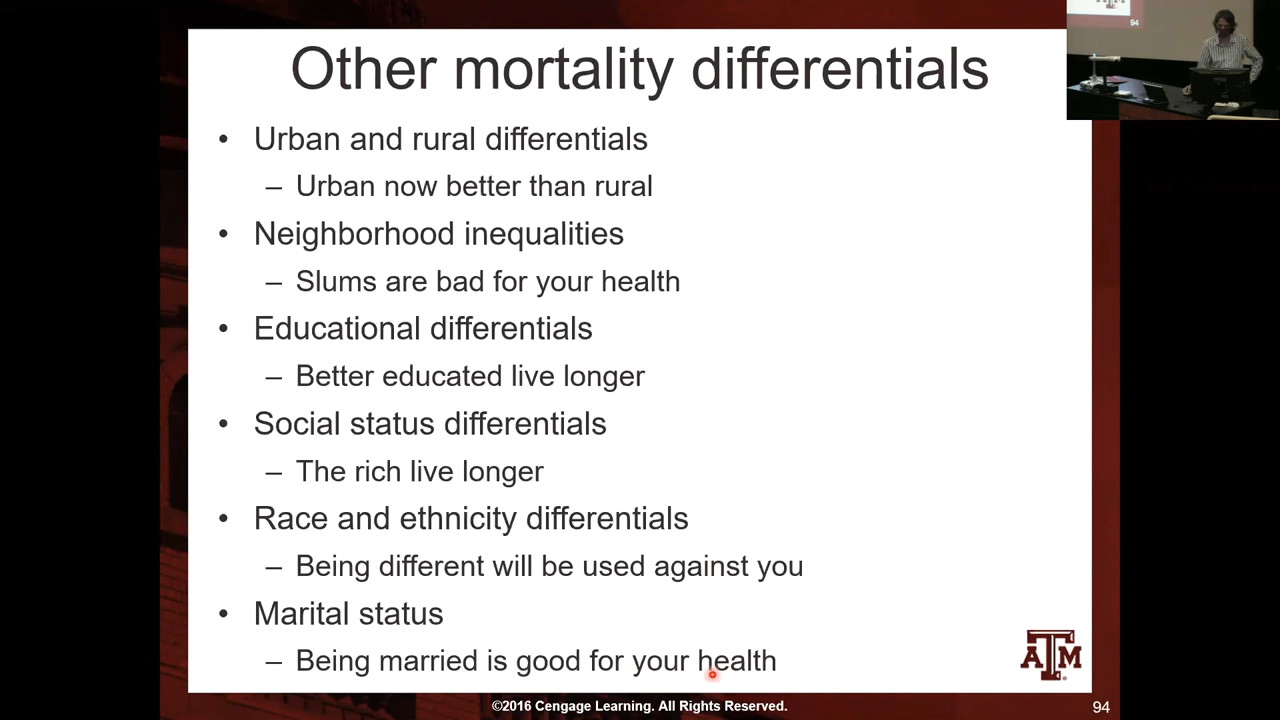 Other mortality differentials
• Urban and rural differentials
– Urban now better than rural
• Neighborhood inequalities
– Slums are bad for your health
• Educational differentials
– Better educated live longer
• Social status differentials
– The rich live longer
• Race and ethnicity differentials
– Being different will be used against you
• Marital status
– Being married is good for your health
ATM
©2016 Cengage Learning. All Rights Reserved.
94
94